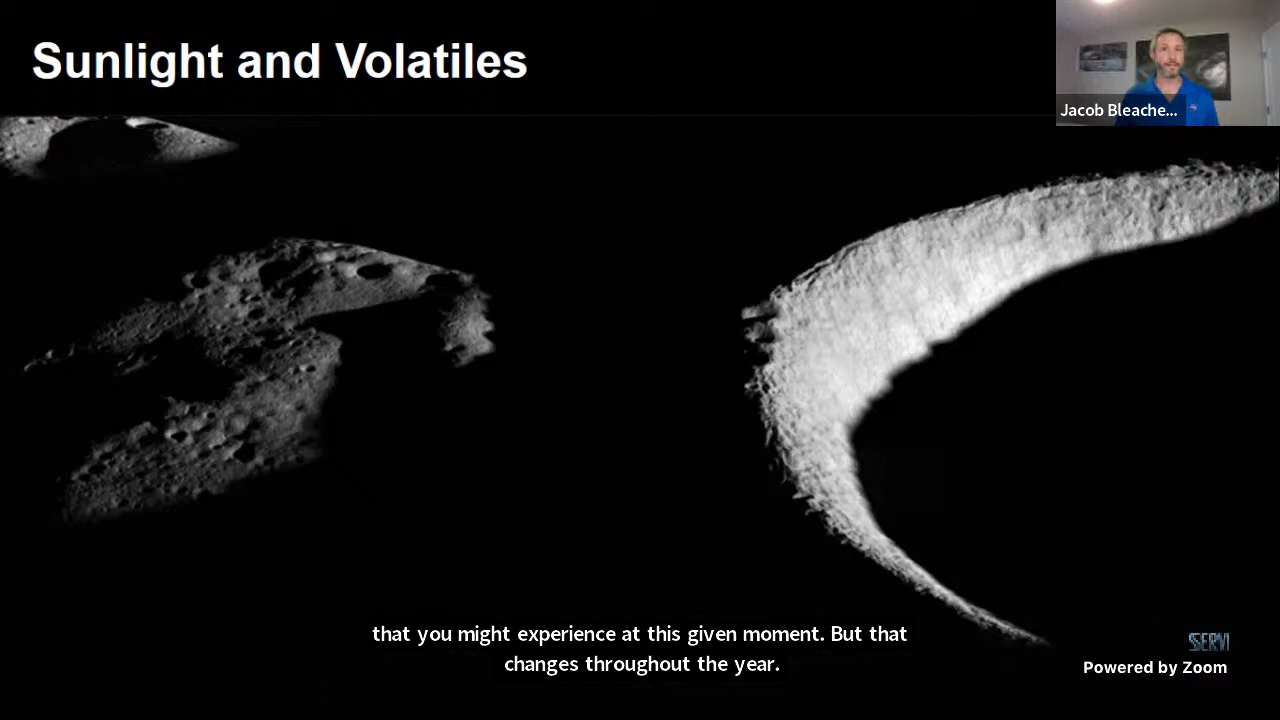 Sunlight and Volatiles
Jacob Bleache...
that you might experience at this given moment. But that
changes throughout the year.
SERVI
Powered by Zoom